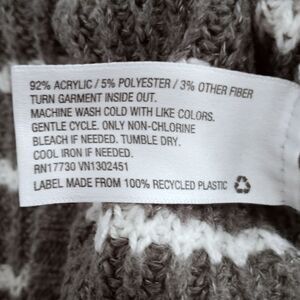 92% ACRYLIC / 5% POLYESTER / 3% OTHER FIBER
TURN GARMENT INSIDE OUT.
MACHINE WASH COLD WITH LIKE COLORS.
GENTLE CYCLE. ONLY NON-CHLORINE
BLEACH IF NEEDED. TUMBLE DRY.
COOL IRON IF NEEDED.
RN17730 VN1302451
LABEL MADE FROM 100% RECYCLED PLASTIC